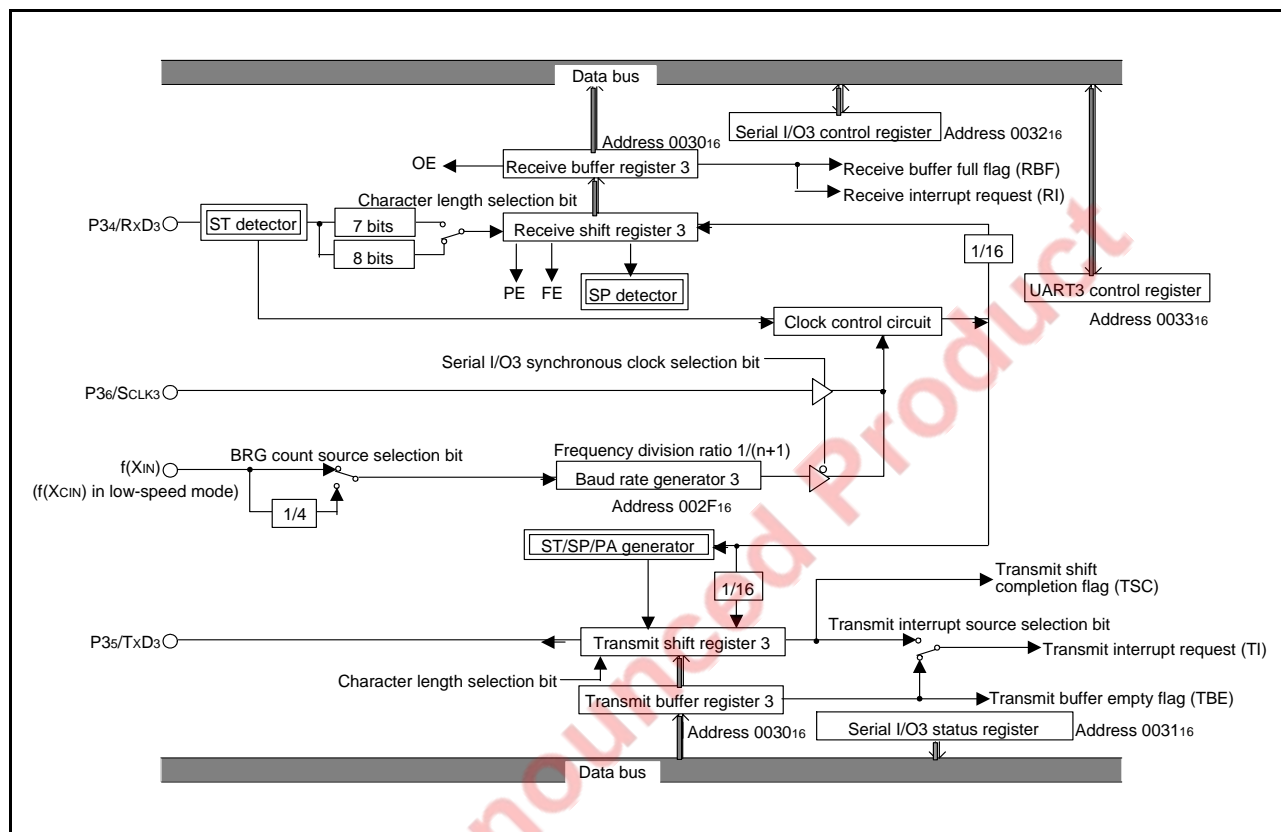 Data bus
Serial I/O3 control register
Address 003216
Address 003016
OE
Receive buffer register 3
Receive buffer full flag (RBF)
Receive interrupt request (RI)
Character length selection bit
P34/RXD3
ST detector
7 bits
8 bits
Receive shift register 3
1/16
PE
FE
SP detector
UART3 control register
Address 003316
Clock control circuit
Serial I/O3 synchronous clock selection bit
P36/SCLK3
f(XIN)
(f(XCIN) in low-speed mode)
BRG count source selection bit
1/4
Frequency division ratio 1/(n+1)
Baud rate generator 3
Address 002F16
ST/SP/PA generator
1/16
Transmit shift
completion flag (TSC)
P35/TXD3
Transmit shift register 3
Transmit interrupt source selection bit
Transmit interrupt request (TI)
Character length selection bit
Transmit buffer register 3
Transmit buffer empty flag (TBE)
Address 003016
Serial I/O3 status register
Address 003116
Data bus
nounced Product